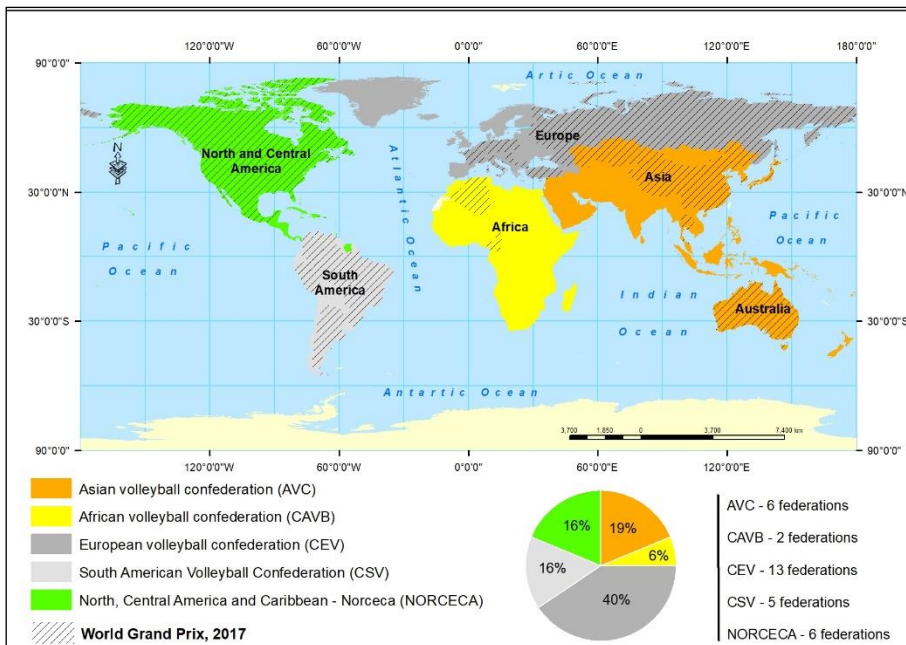 120°0'0"W 60°0'0"W 0°0'0" 60°0'0"E 120°0'0"E 180°0'0"
90°0'0"N
Artic Ocean
Europe
N
North and Central
America
Asia
30°0'0"N
30°0'0"N
Atlantic
Ocean
Africa
Pacific
Ocean
Pacific
Ocean
South
America
Indian
Ocean
Australia
30°0'0"S
30°0'0"S
Antartic Ocean
3,700 1,850 0 3,700 7,400 km
90°0'0"
90°0'0"
120°0'0"W 60°0'0"W 0°0'0" 60°0'0"E 120°0'0"E
Asian volleyball confederation (AVC)
African volleyball confederation (CAVB)
European volleyball confederation (CEV)
South American Volleyball Confederation (CSV)
North, Central America and Caribbean - Norceca (NORCECA)
World Grand Prix, 2017
16%
19%
6%
16%
40%
AVC - 6 federations
CAVB - 2 federations
CEV - 13 federations
CSV - 5 federations
NORCECA - 6 federations